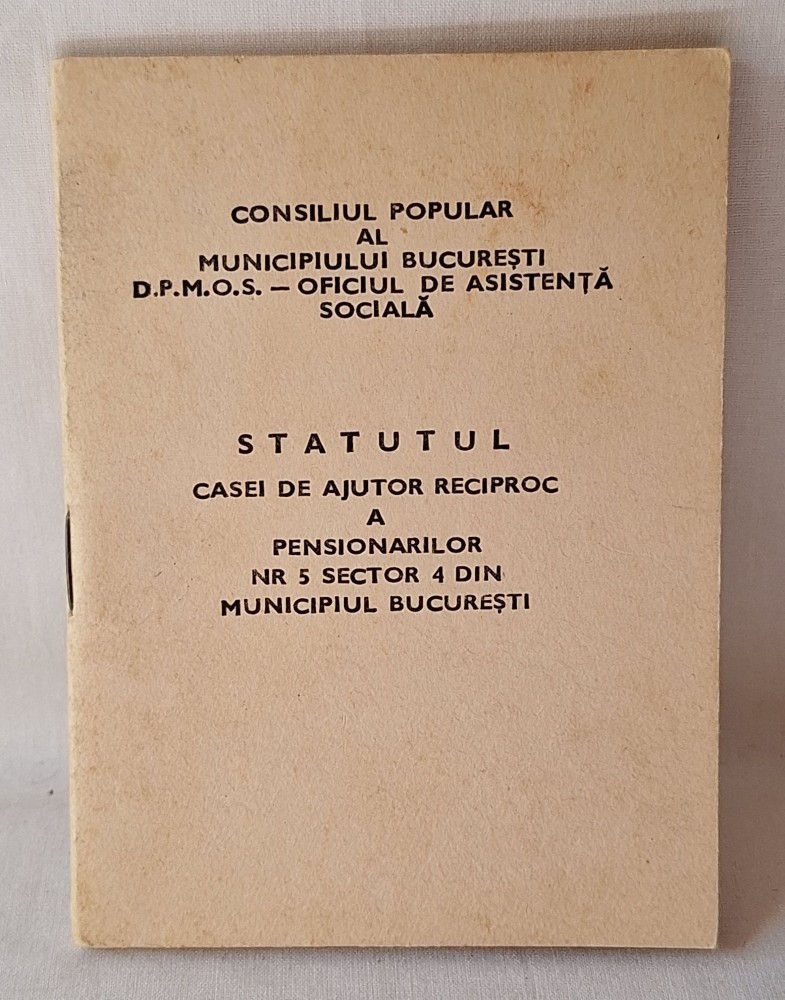 CONSILIUL POPULAR
AL
MUNICIPIULUI BUCUREȘTI
D.P.M.O.S. — OFICIUL DE ASISTENȚĂ
SOCIALĂ
STATUTUL
CASEI DE AJUTOR RECIPROC
A
PENSIONARILOR
NR 5 SECTOR 4 DIN
MUNICIPIUL BUCUREȘTI